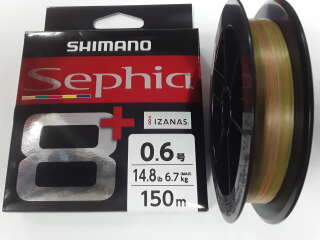 SHIMANO
Sephia
8+
IZANAS
0.6号
14.8lb 6.7kg MAX
150m